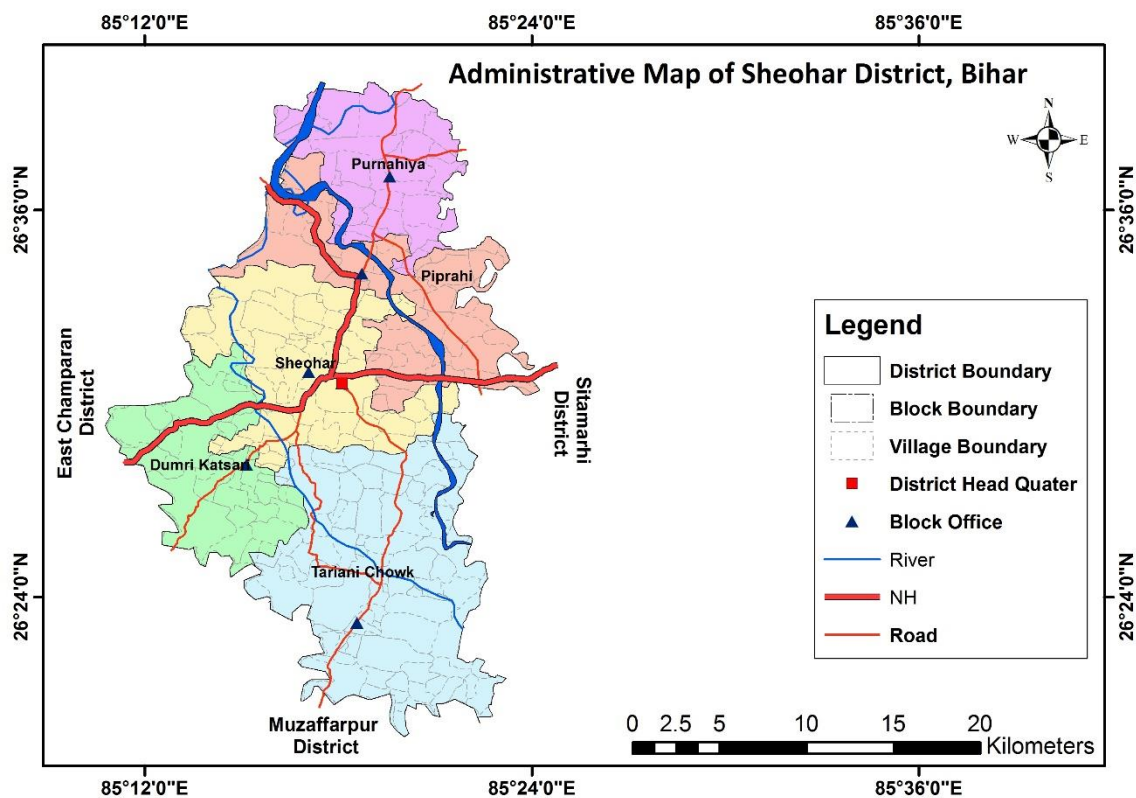 85°12'0"E 85°24'0"E 85°36'0"E
Administrative Map of Sheohar District, Bihar
N
W E
S
Purnahiya
26°36'0"N 26°36'0"N
Piprahi
Legend
District Boundary
Block Boundary
Village Boundary
District Head Quater
Block Office
River
NH
Road
Sheohar
East Champaran
District
Sitamarhi
District
Dumri Katsari
Tariani Chowk
26°24'0"N 26°24'0"N
Muzaffarpur
District
0 2.5 5 10 15 20
Kilometers
85°12'0"E 85°24'0"E 85°36'0"E